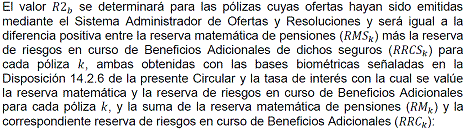 El valor R2b se determinará para las pólizas cuyas ofertas hayan sido emitidas
mediante el Sistema Administrador de Ofertas y Resoluciones y será igual a la
diferencia positiva entre la reserva matemática de pensiones (RMSk) más la reserva
de riesgos en curso de Beneficios Adicionales de dichos seguros (RRCSk) para
cada póliza k, ambas obtenidas con las bases biométricas señaladas en la
Disposición 14.2.6 de la presente Circular y la tasa de interés con la cual se valúe
la reserva matemática y la reserva de riesgos en curso de Beneficios Adicionales
para cada póliza k, y la suma de la reserva matemática de pensiones (RMk) y la
correspondiente reserva de riesgos en curso de Beneficios Adicionales (RRCk):